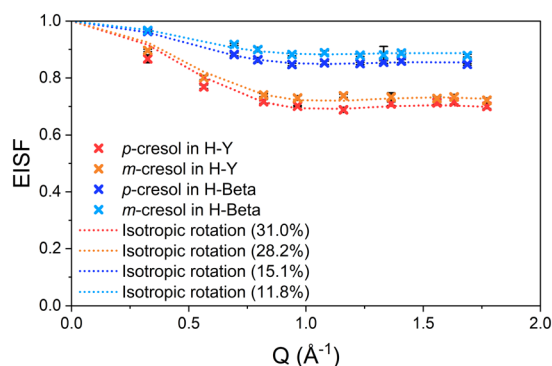 1.0
0.8
0.6
0.4
0.2
0.0
EISF
p-cresol in H-Y
m-cresol in H-Y
p-cresol in H-Beta
m-cresol in H-Beta
Isotropic rotation (31.0%)
Isotropic rotation (28.2%)
Isotropic rotation (15.1%)
Isotropic rotation (11.8%)
0.0 0.5 1.0 1.5 2.0
Q (Å⁻¹)